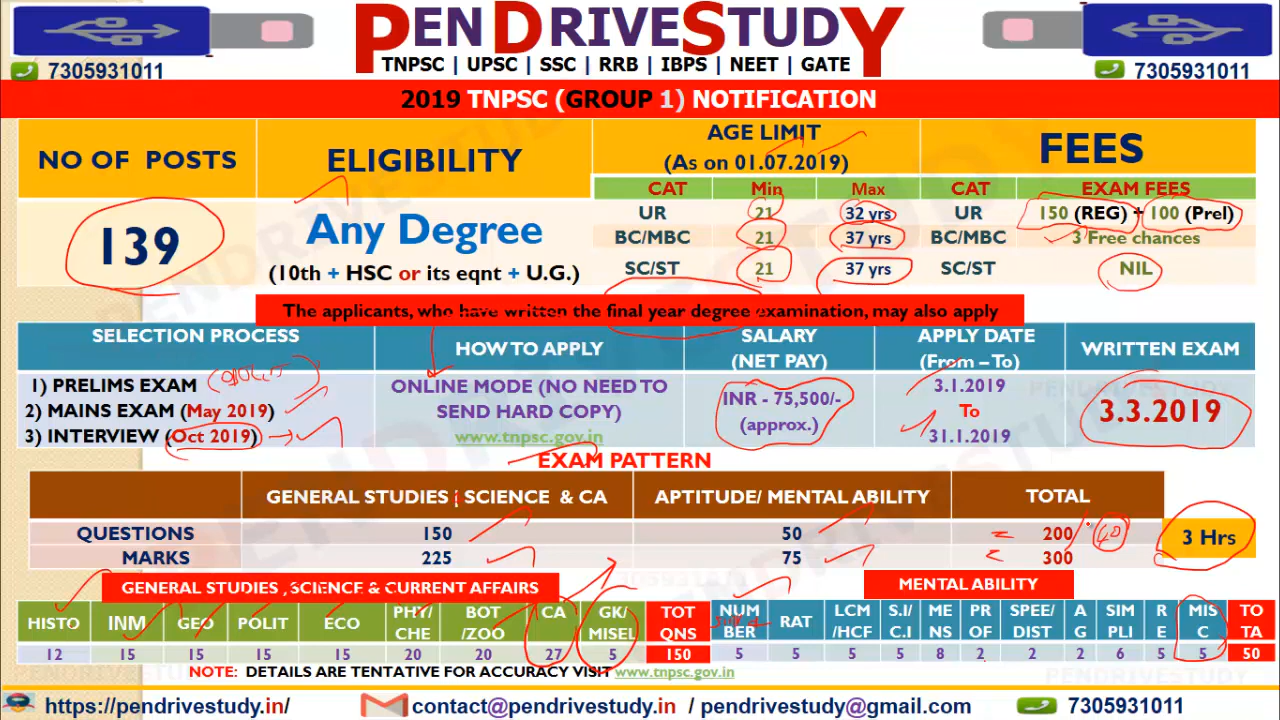 PENDRIVESTUDY
TNPSC | UPSC | SSC | RRB | IBPS | NEET | GATE
7305931011
7305931011
2019 TNPSC (GROUP 1) NOTIFICATION
NO OF POSTS
139
ELIGIBILITY
Any Degree
(10th + HSC or its eqnt + U.G.)
AGE LIMIT
(As on 01.07.2019)
CAT Min Max
UR 21 32 yrs
BC/MBC 21 37 yrs
SC/ST 21 37 yrs
FEES
CAT EXAM FEES
UR 150 (REG) + 100 (Prel)
BC/MBC 3 Free chances
SC/ST NIL
The applicants, who have written the final year degree examination, may also apply
SELECTION PROCESS
1) PRELIMS EXAM
2) MAINS EXAM (May 2019)
3) INTERVIEW (Oct 2019)
HOW TO APPLY
ONLINE MODE (NO NEED TO
SEND HARD COPY)
www.tnpsc.gov.in
SALARY
(NET PAY)
INR - 75,500/-
(approx.)
APPLY DATE
(From –To)
3.1.2019
To
31.1.2019
WRITTEN EXAM
3.3.2019
EXAM PATTERN
GENERAL STUDIES , SCIENCE & CA APTITUDE/ MENTAL ABILITY TOTAL
QUESTIONS 150 50 = 200
MARKS 225 75 = 300
3 Hrs
GENERAL STUDIES ,SCIENCE & CURRENT AFFAIRS
HISTO INM GEO POLIT ECO PHY/CHE BOT/ZOO CA GK/MISEL TOT QNS
12 15 15 15 15 20 20 27 5 150
MENTAL ABILITY
NUMBER RAT LCM/HCF S.I/C.I MENS PROF SPEE/DIST AG SIMPLI RE MISC TOTA
5 5 5 5 8 2 2 2 6 5 5 50
NOTE: DETAILS ARE TENTATIVE FOR ACCURACY VISIT www.tnpsc.gov.in
https://pendrivestudy.in/
contact@pendrivestudy.in / pendrivestudy@gmail.com
7305931011